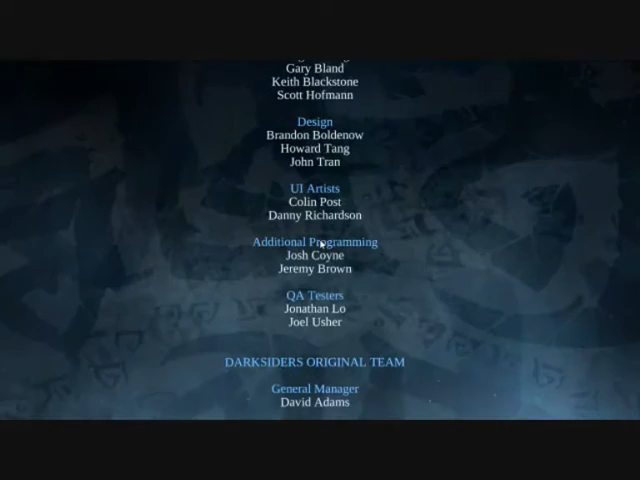 Gary Bland
Keith Blackstone
Scott Hofmann
Design
Brandon Boldenow
Howard Tang
John Tran
UI Artists
Colin Post
Danny Richardson
Additional Programming
Josh Coyne
Jeremy Brown
QA Testers
Jonathan Lo
Joel Usher
DARKSIDERS ORIGINAL TEAM
General Manager
David Adams